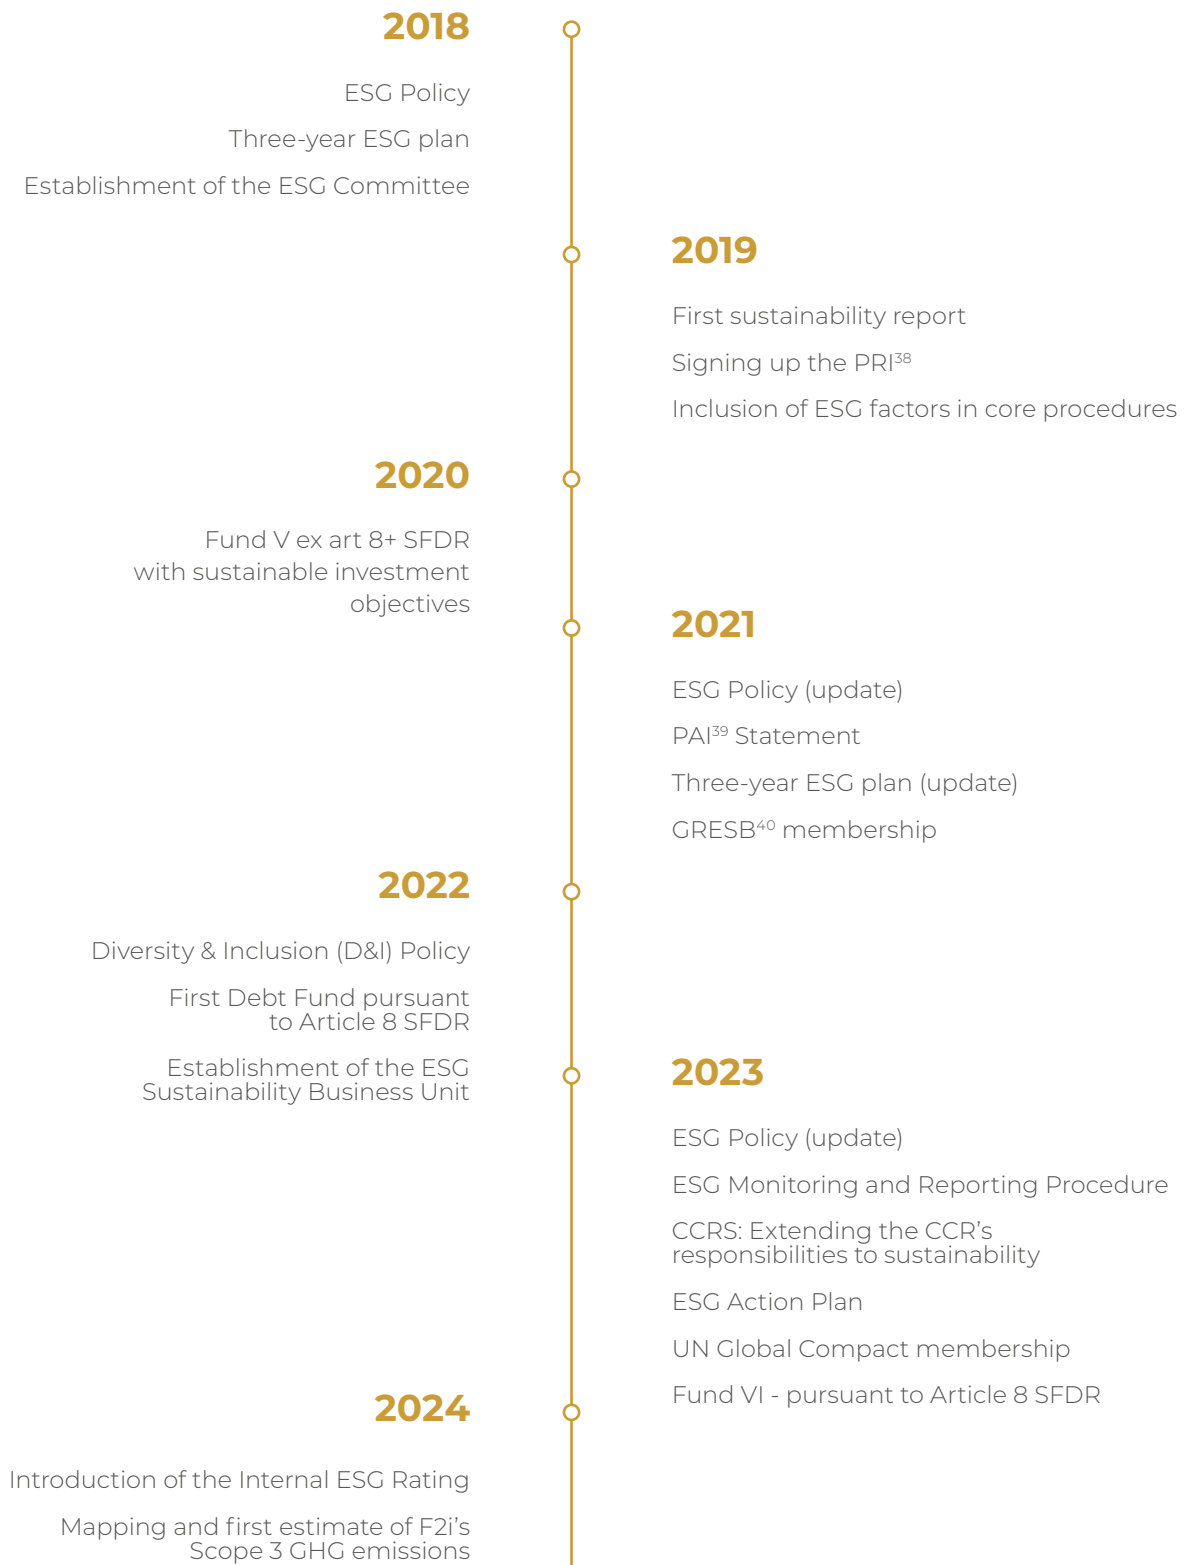 2018
ESG Policy
Three-year ESG plan
Establishment of the ESG Committee
2019
First sustainability report
Signing up the PRI³⁸
Inclusion of ESG factors in core procedures
2020
Fund V ex art 8+ SFDR
with sustainable investment
objectives
2021
ESG Policy (update)
PAI³⁹ Statement
Three-year ESG plan (update)
GRESB⁴⁰ membership
2022
Diversity & Inclusion (D&I) Policy
First Debt Fund pursuant
to Article 8 SFDR
Establishment of the ESG
Sustainability Business Unit
2023
ESG Policy (update)
ESG Monitoring and Reporting Procedure
CCRS: Extending the CCR’s
responsibilities to sustainability
ESG Action Plan
UN Global Compact membership
Fund VI - pursuant to Article 8 SFDR
2024
Introduction of the Internal ESG Rating
Mapping and first estimate of F2i’s
Scope 3 GHG emissions